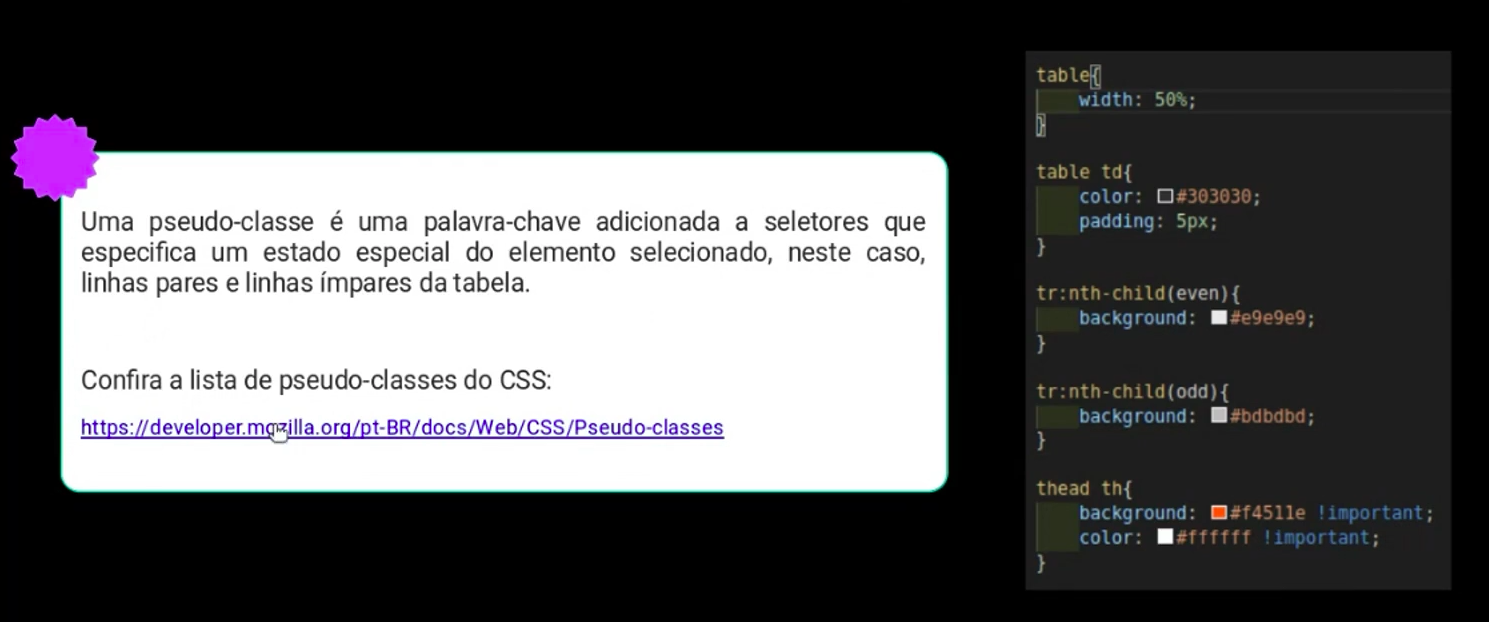 Uma pseudo-classe é uma palavra-chave adicionada a seletores que
especifica um estado especial do elemento selecionado, neste caso,
linhas pares e linhas ímpares da tabela.
Confira a lista de pseudo-classes do CSS:
https://developer.mozilla.org/pt-BR/docs/Web/CSS/Pseudo-classes
table{
width: 50%;
}
table td{
color: #303030;
padding: 5px;
}
tr:nth-child(even){
background: #e9e9e9;
}
tr:nth-child(odd){
background: #bdbdbd;
}
thead th{
background: #f4511e !important;
color: #ffffff !important;
}